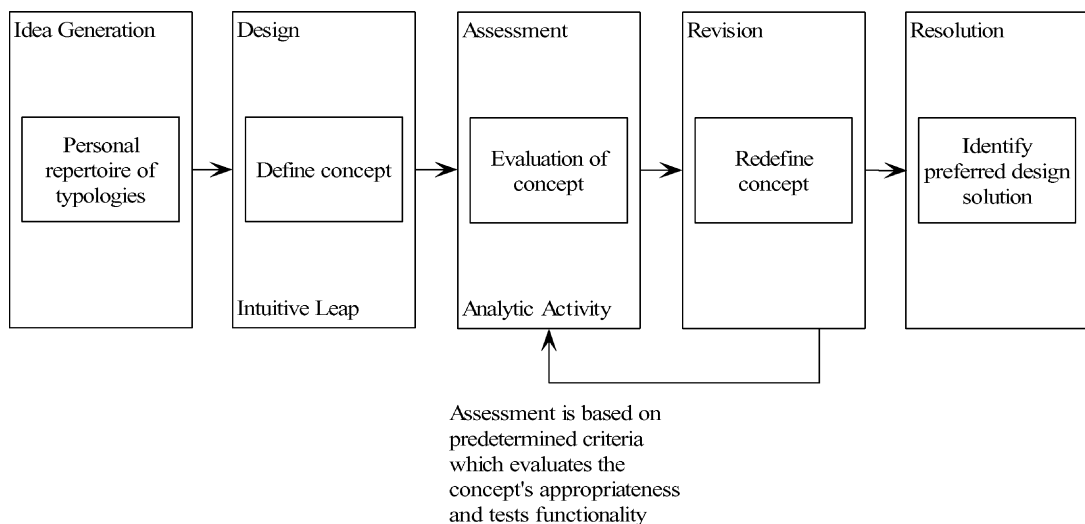 Idea Generation
Personal
repertoire of
typologies
Design
Define concept
Intuitive Leap
Assessment
Evaluation of
concept
Analytic Activity
Revision
Redefine
concept
Resolution
Identify
preferred design
solution
Assessment is based on
predetermined criteria
which evaluates the
concept's appropriateness
and tests functionality